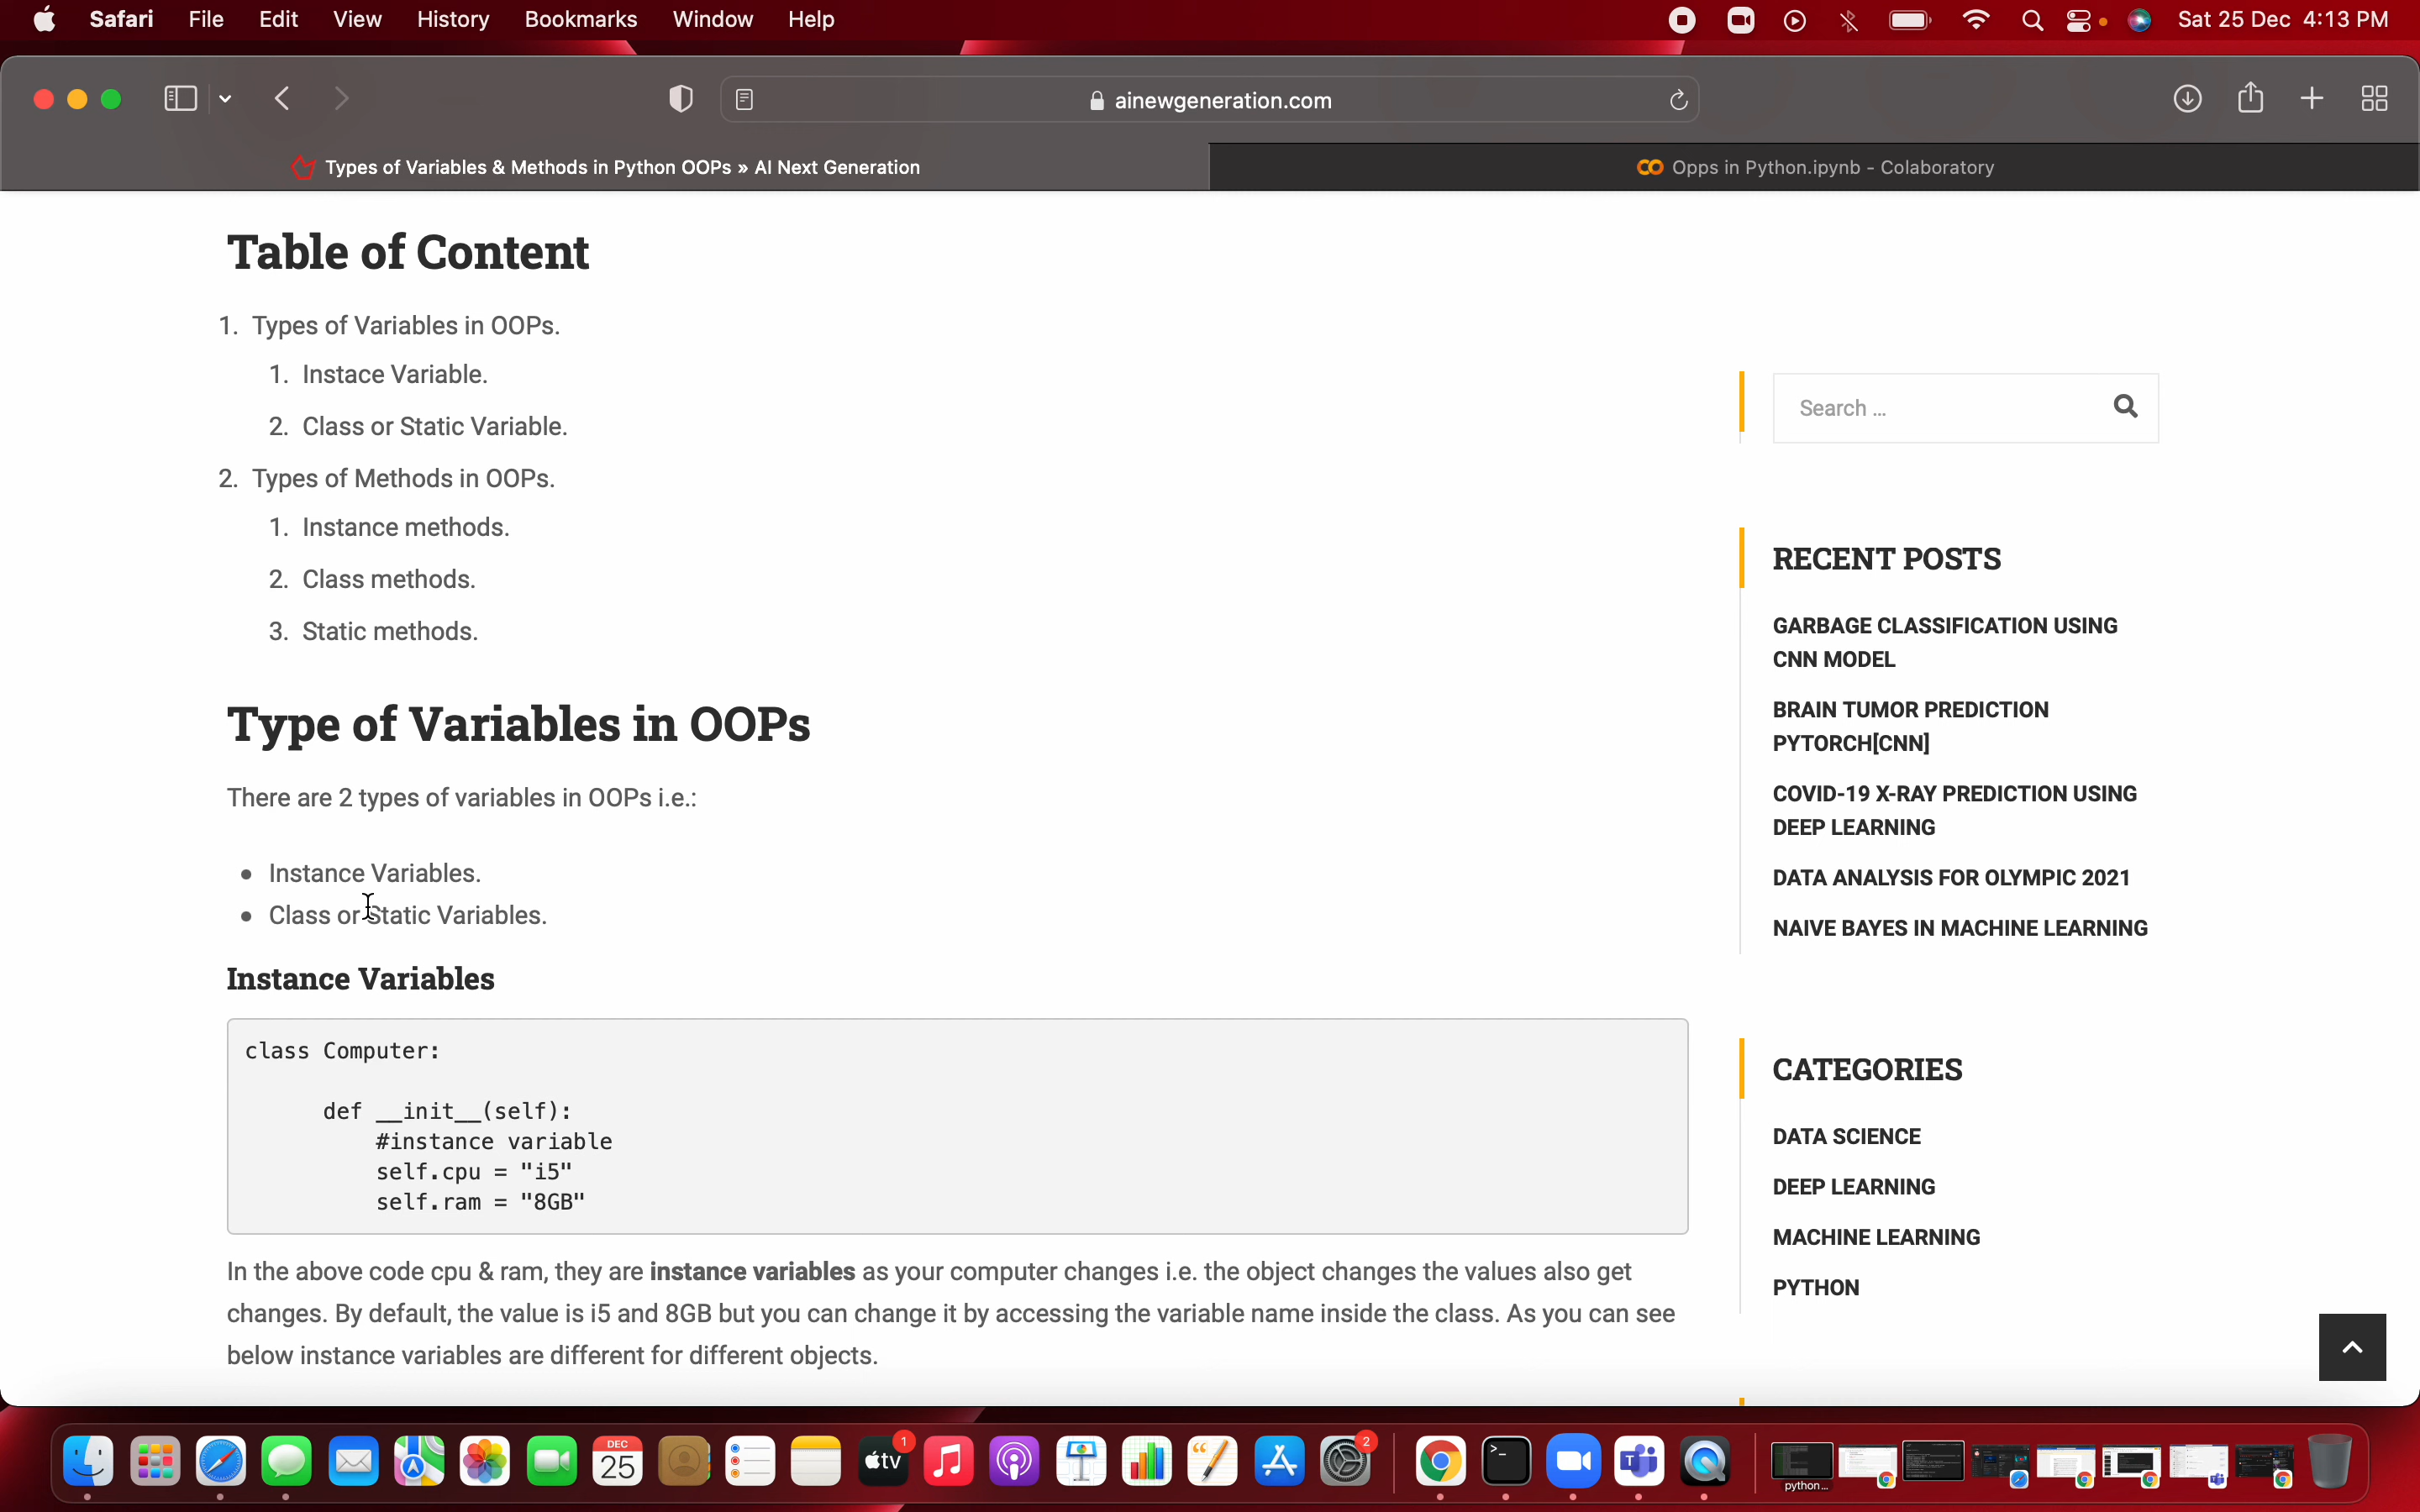 Safari File Edit View History Bookmarks Window Help Sat 25 Dec 4:13 PM
ainewgeneration.com
Types of Variables & Methods in Python OOPs » AI Next Generation
Opps in Python.ipynb - Colaboratory
Table of Content
1. Types of Variables in OOPs.
1. Instace Variable.
2. Class or Static Variable.
2. Types of Methods in OOPs.
1. Instance methods.
2. Class methods.
3. Static methods.
Type of Variables in OOPs
There are 2 types of variables in OOPs i.e.:
Instance Variables.
Class or Static Variables.
Instance Variables
class Computer:
def __init__(self):
#instance variable
self.cpu = "i5"
self.ram = "8GB"
In the above code cpu & ram, they are instance variables as your computer changes i.e. the object changes the values also get
changes. By default, the value is i5 and 8GB but you can change it by accessing the variable name inside the class. As you can see
below instance variables are different for different objects.
Search ...
RECENT POSTS
GARBAGE CLASSIFICATION USING
CNN MODEL
BRAIN TUMOR PREDICTION
PYTORCH[CNN]
COVID-19 X-RAY PREDICTION USING
DEEP LEARNING
DATA ANALYSIS FOR OLYMPIC 2021
NAIVE BAYES IN MACHINE LEARNING
CATEGORIES
DATA SCIENCE
DEEP LEARNING
MACHINE LEARNING
PYTHON
DEC
25
tv
1
2
python...